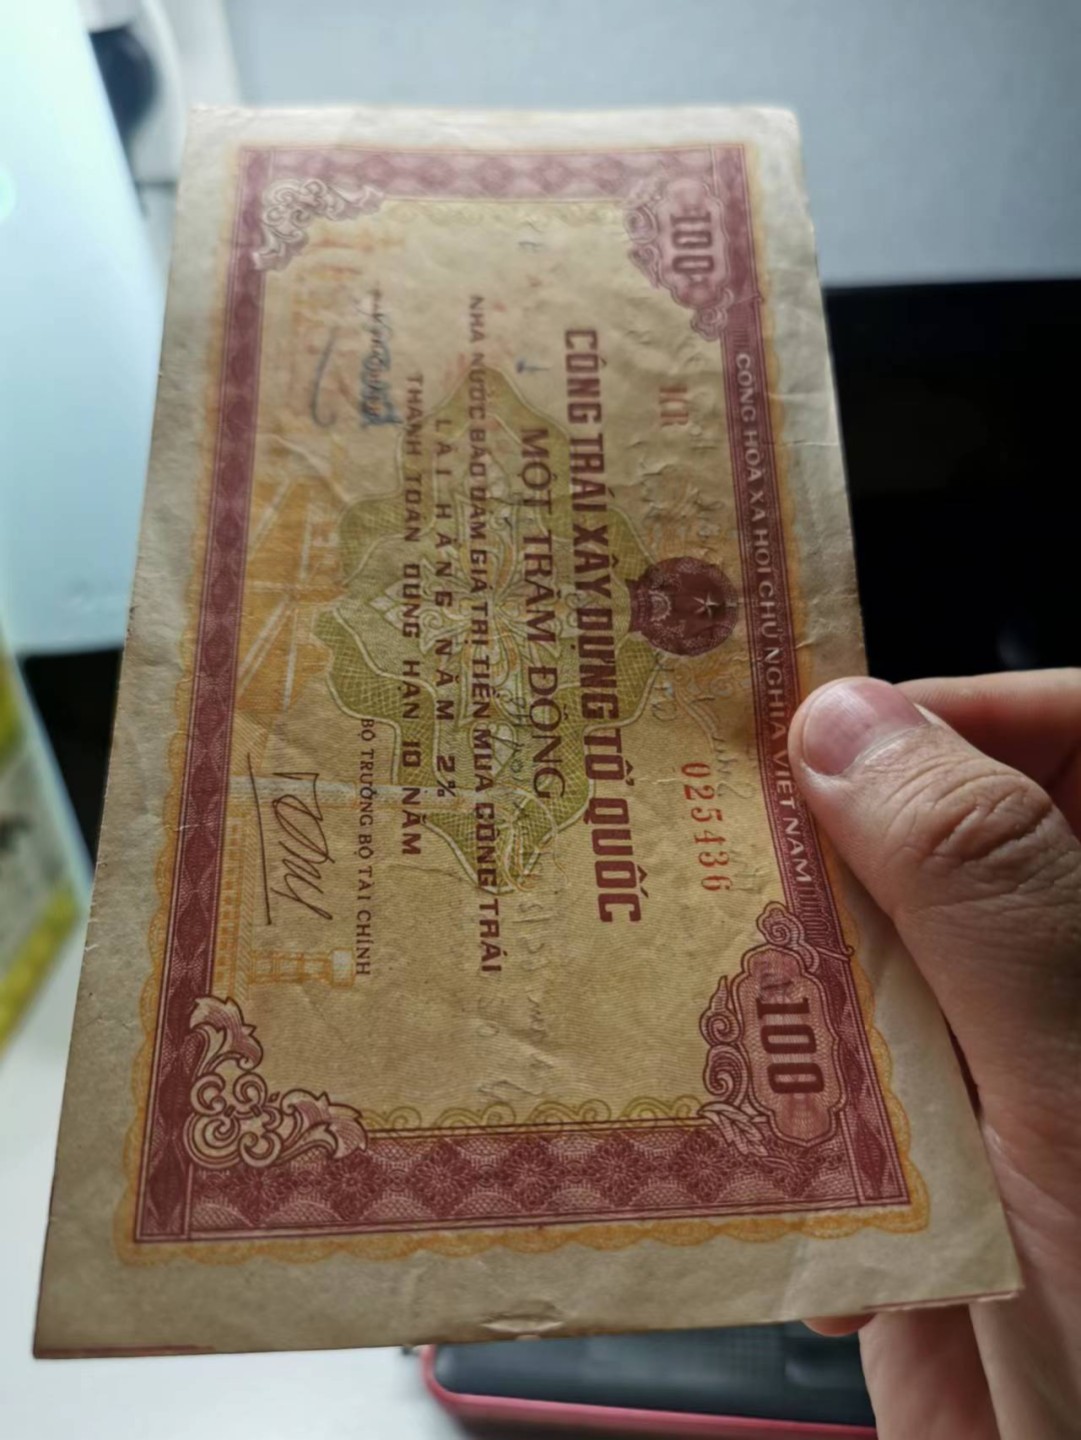 CỘNG HÒA XÃ HỘI CHỦ NGHĨA VIỆT NAM
100
100
KR
025436
CÔNG TRÁI XÂY DỰNG TỔ QUỐC
MỘT TRĂM ĐỒNG
NHÀ NƯỚC BẢO ĐẢM GIÁ TRỊ TIỀN MUA CÔNG TRÁI
LÃI HÀNG NĂM 2%
THANH TOÁN ĐÚNG HẠN 10 NĂM
BỘ TRƯỞNG BỘ TÀI CHÍNH